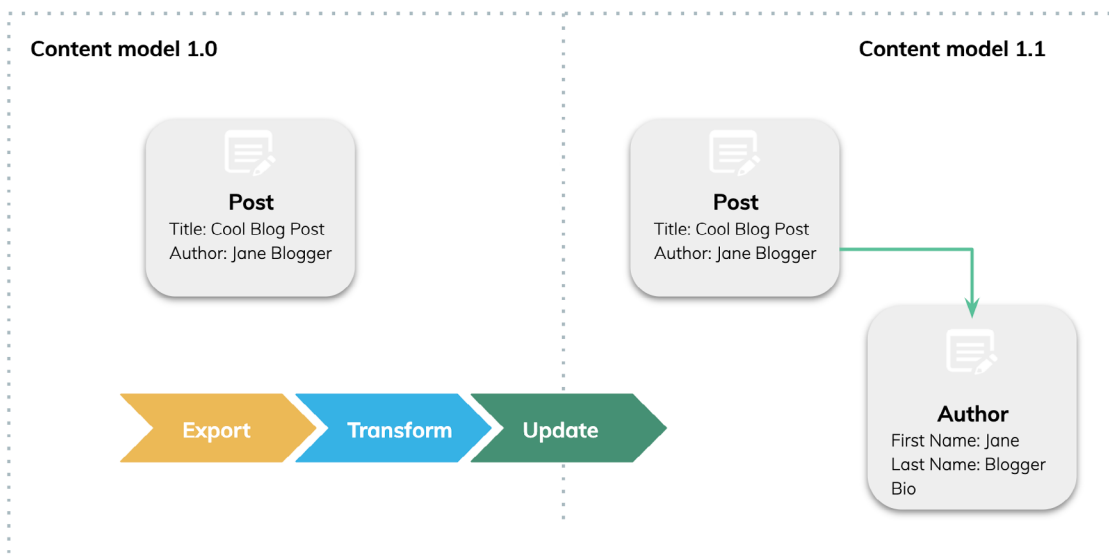 Content model 1.0
Content model 1.1
Post
Title: Cool Blog Post
Author: Jane Blogger
Post
Title: Cool Blog Post
Author: Jane Blogger
Author
First Name: Jane
Last Name: Blogger
Bio
Export
Transform
Update